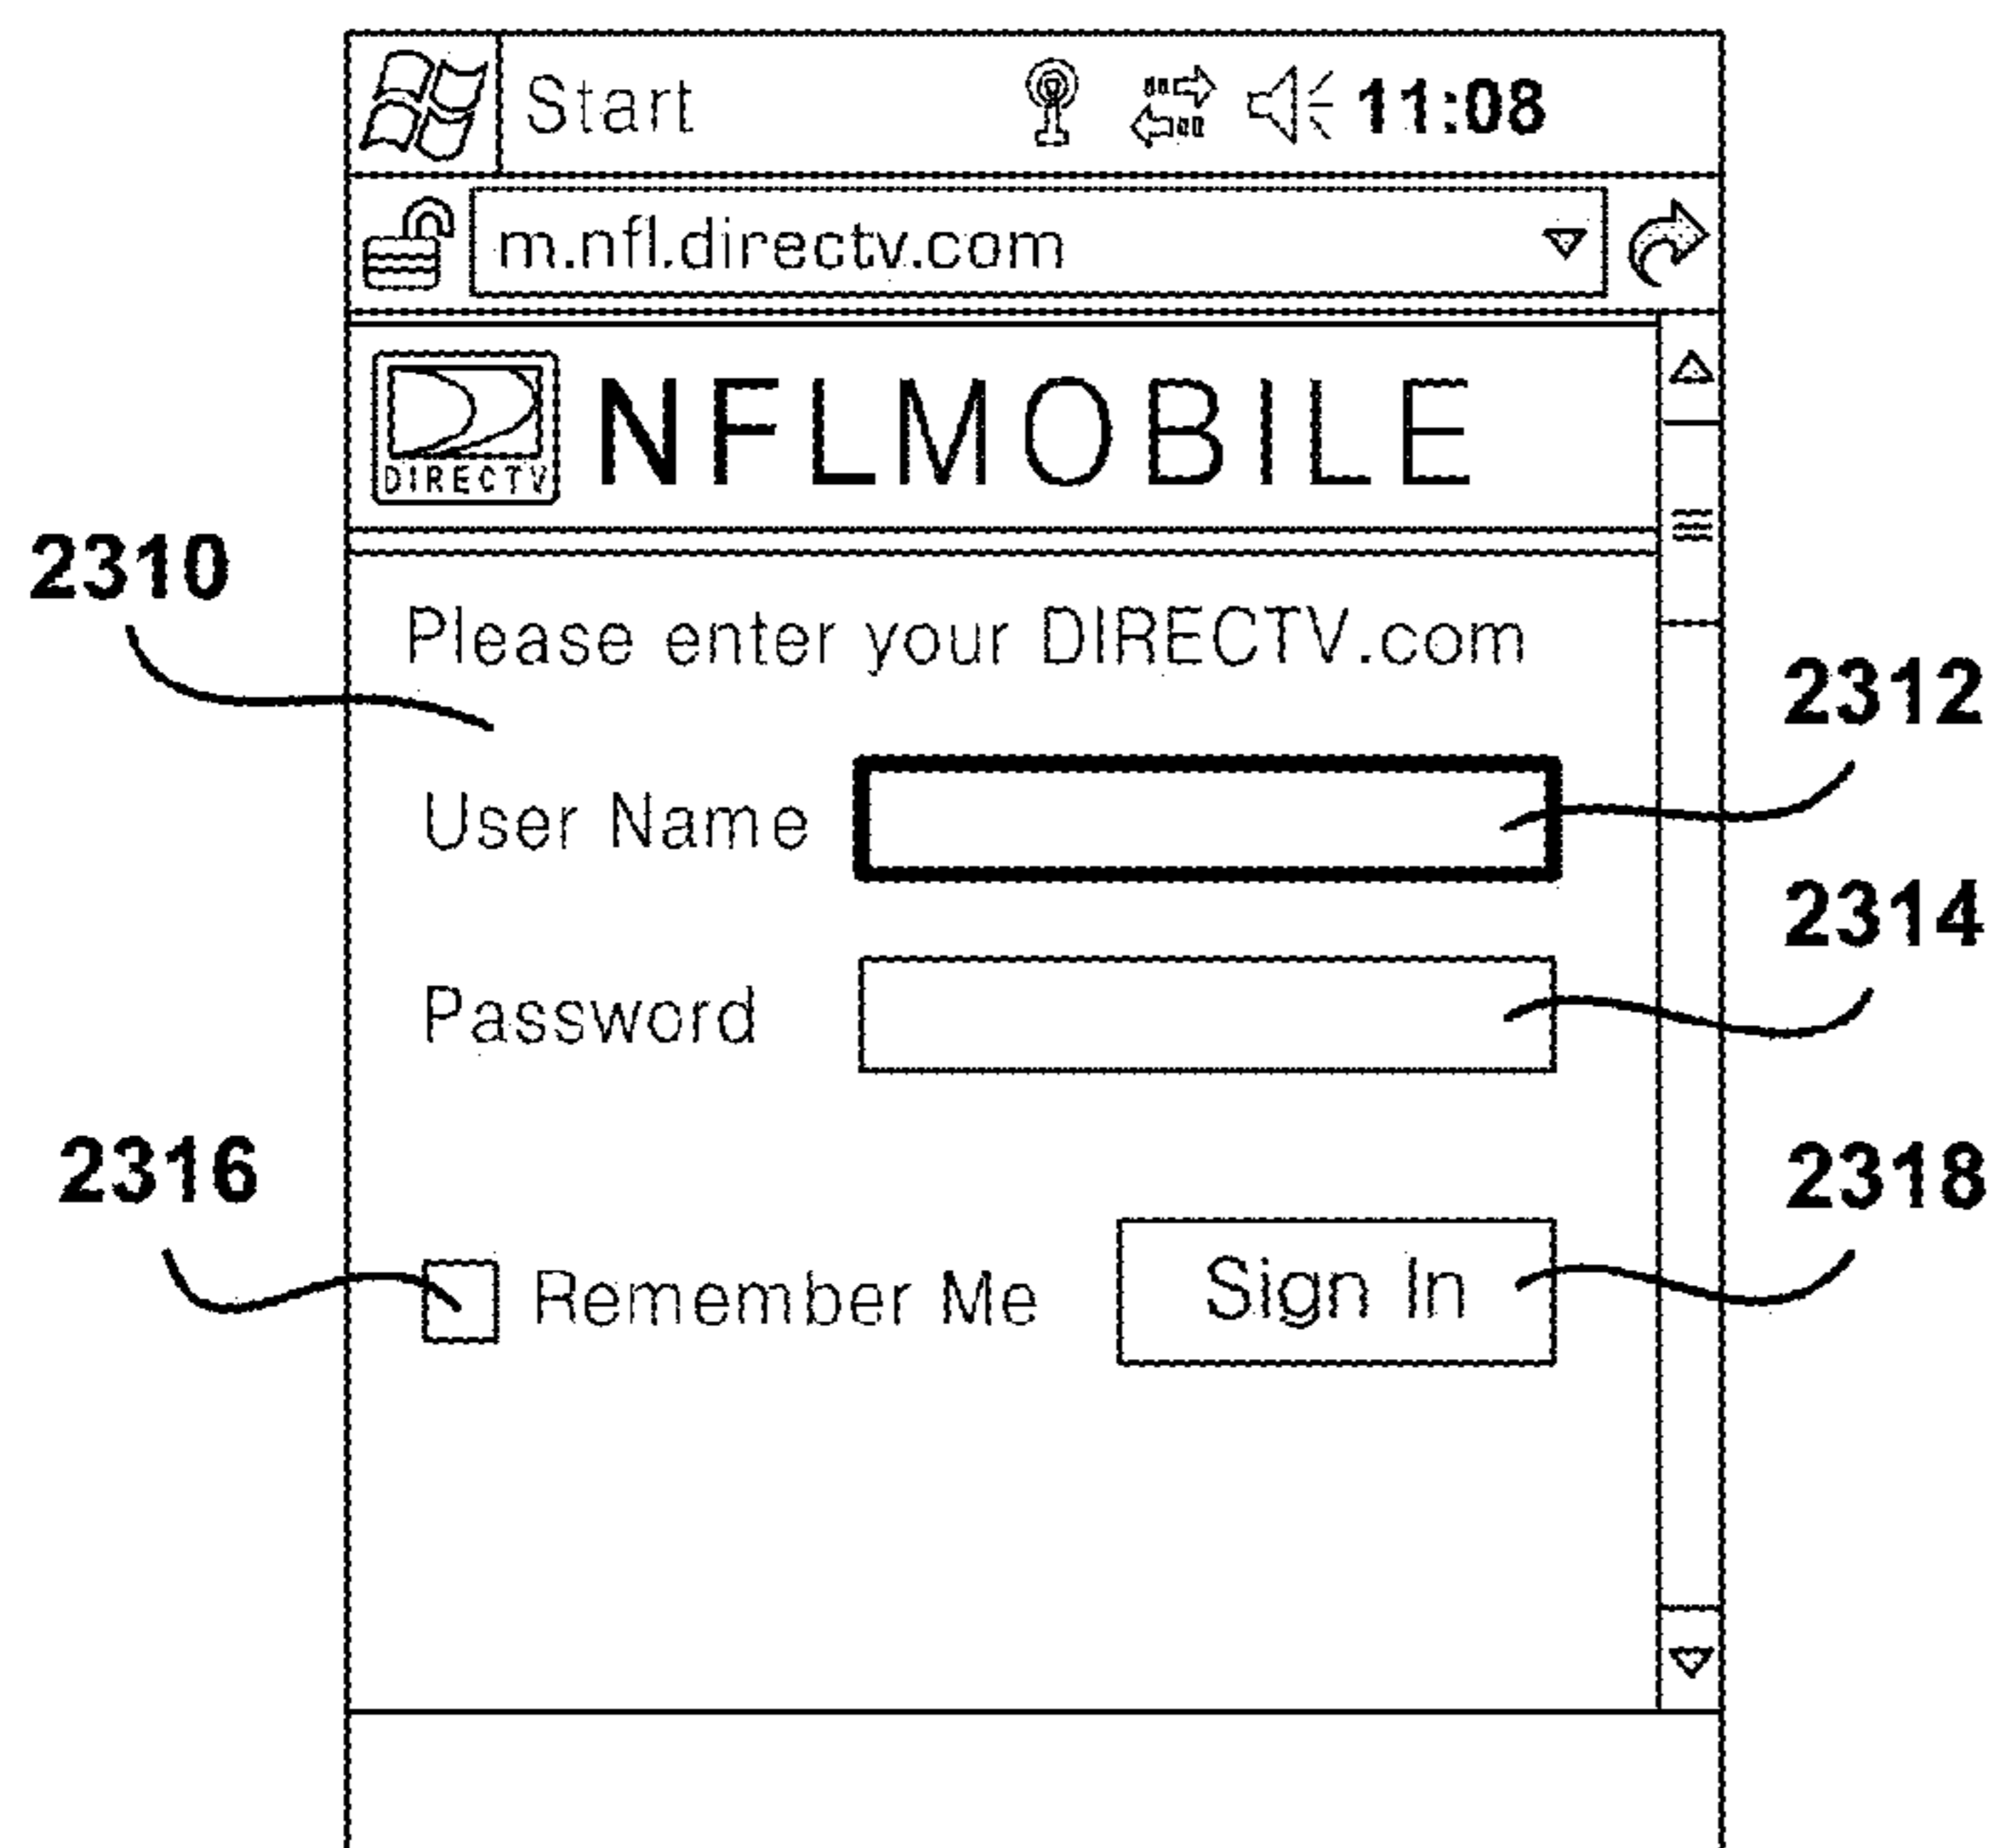 Start 11:08
m.nfl.directv.com
DIRECTV NFLMOBILE
2310
Please enter your DIRECTV.com
2312
User Name
2314
Password
2316
2318
Remember Me Sign In